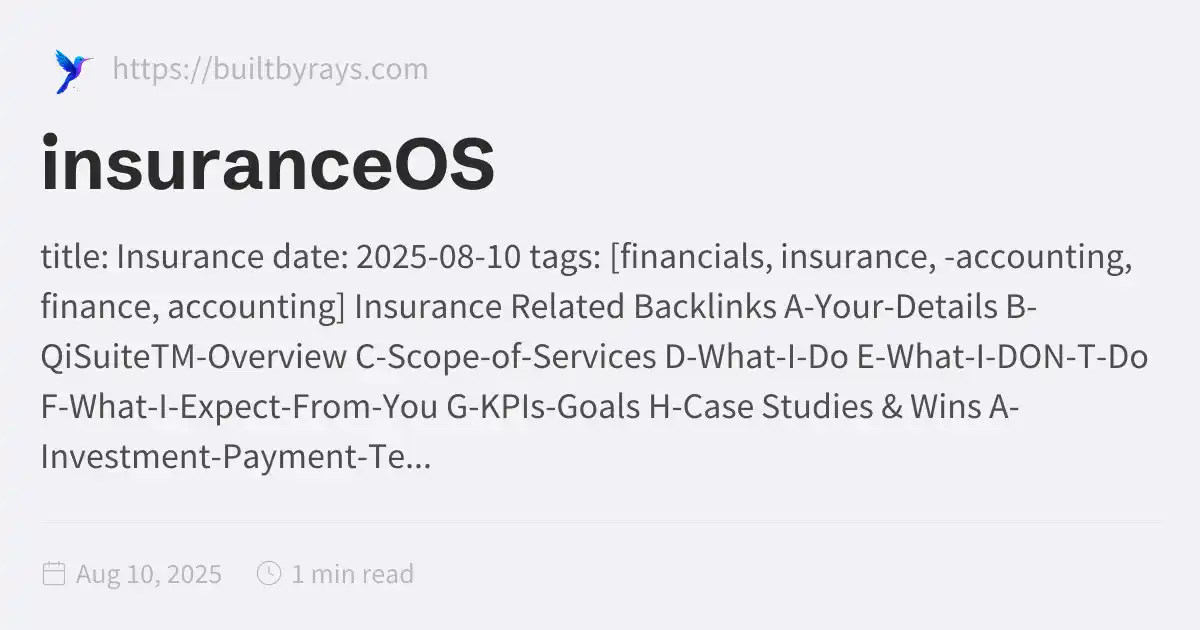 https://builtbyrays.com
insuranceOS
title: Insurance date: 2025-08-10 tags: [financials, insurance, -accounting,
finance, accounting] Insurance Related Backlinks A-Your-Details B-
QiSuiteTM-Overview C-Scope-of-Services D-What-I-Do E-What-I-DON-T-Do
F-What-I-Expect-From-You G-KPIs-Goals H-Case Studies & Wins A-
Investment-Payment-Te...
Aug 10, 2025 1 min read